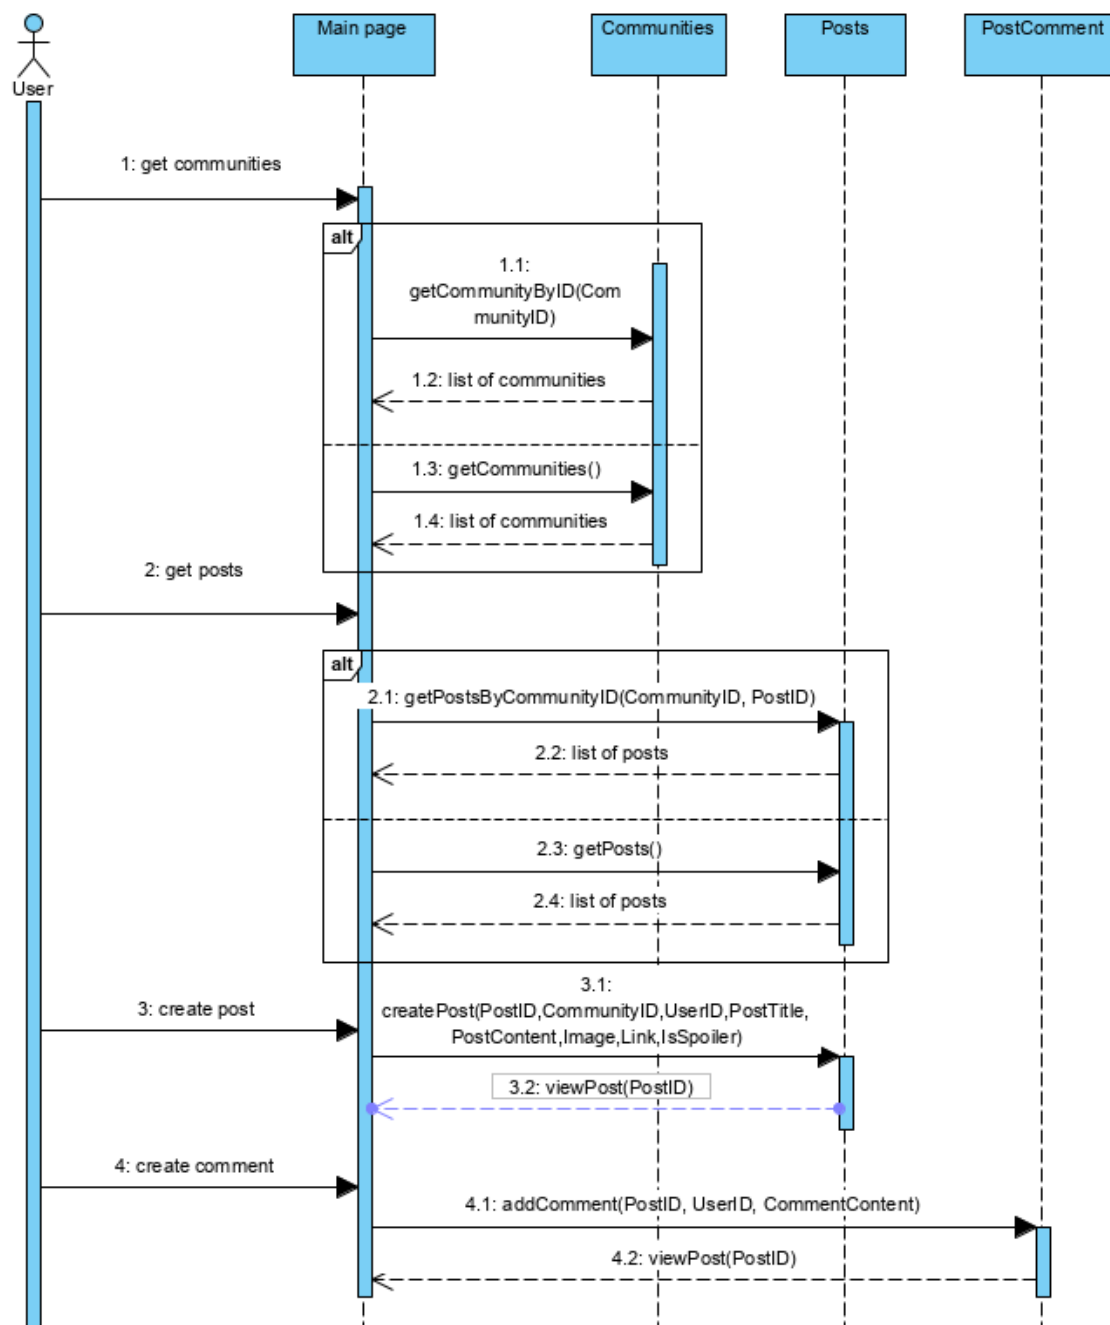 Main page
Communities
Posts
PostComment
User
1: get communities
alt
1.1:
getCommunityByID(Com
munityID)
1.2: list of communities
1.3: getCommunities()
1.4: list of communities
2: get posts
alt
2.1: getPostsByCommunityID(CommunityID, PostID)
2.2: list of posts
2.3: getPosts()
2.4: list of posts
3: create post
3.1:
createPost(PostID,CommunityID,UserID,PostTitle,
PostContent,Image,Link,IsSpoiler)
3.2: viewPost(PostID)
4: create comment
4.1: addComment(PostID, UserID, CommentContent)
4.2: viewPost(PostID)